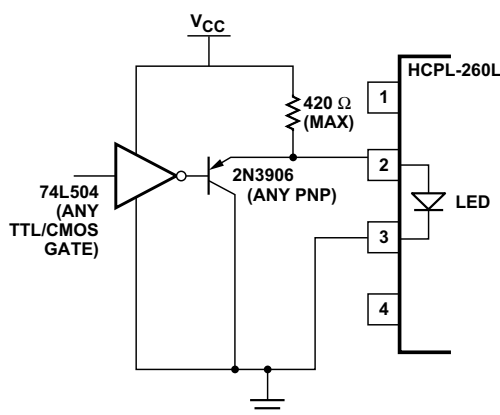 VCC
HCPL-260L
1
420 Ω
(MAX)
2
2N3906
(ANY PNP)
74L504
(ANY
TTL/CMOS
GATE)
LED
3
4